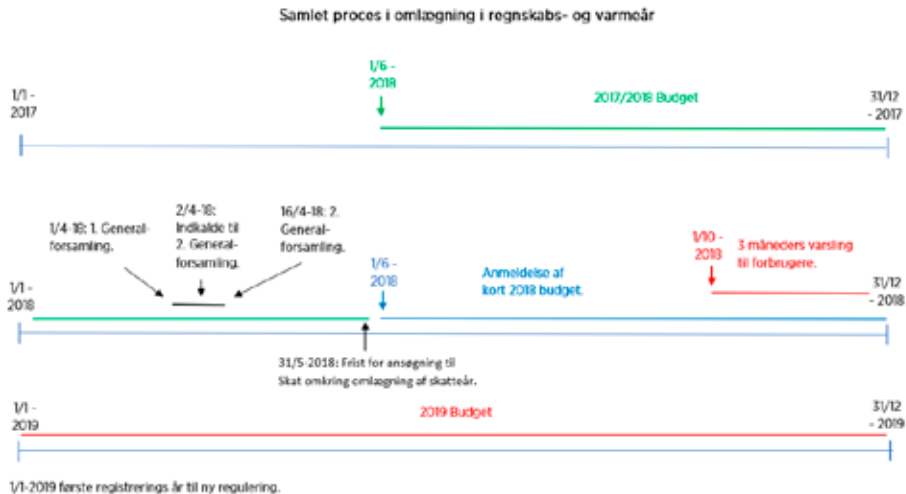 Samlet proces i omlægning i regnskabs- og varmeår
1/1 -
2017
1/6 -
2018
2017/2018 Budget
31/12
- 2017
1/4-18: 1. General-
forsamling.
2/4-18:
Indkalde til
2. General-
forsamling.
16/4-18: 2.
General-
forsamling.
1/1 -
2018
1/6 -
2018
Anmeldelse af
kort 2018 budget.
1/10 -
2018
3 måneders varsling
til forbrugere.
31/12
- 2018
31/5-2018: Frist for ansøgning til
Skat omkring omlægning af skatteår.
1/1 -
2019
2019 Budget
31/12
- 2019
1/1-2019 første registrerings år til ny regulering.